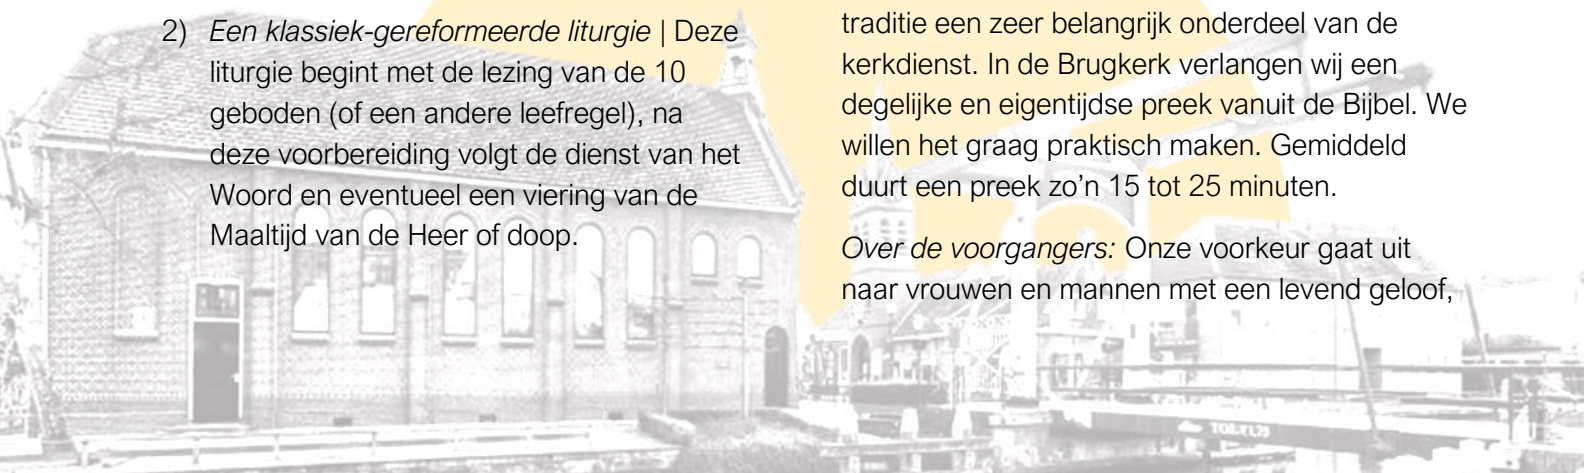 2) Een klassiek-gereformeerde liturgie | Deze
liturgie begint met de lezing van de 10
geboden (of een andere leefregel), na
deze voorbereiding volgt de dienst van het
Woord en eventueel een viering van de
Maaltijd van de Heer of doop.
traditie een zeer belangrijk onderdeel van de
kerkdienst. In de Brugkerk verlangen wij een
degelijke en eigentijdse preek vanuit de Bijbel. We
willen het graag praktisch maken. Gemiddeld
duurt een preek zo’n 15 tot 25 minuten.
Over de voorgangers: Onze voorkeur gaat uit
naar vrouwen en mannen met een levend geloof,